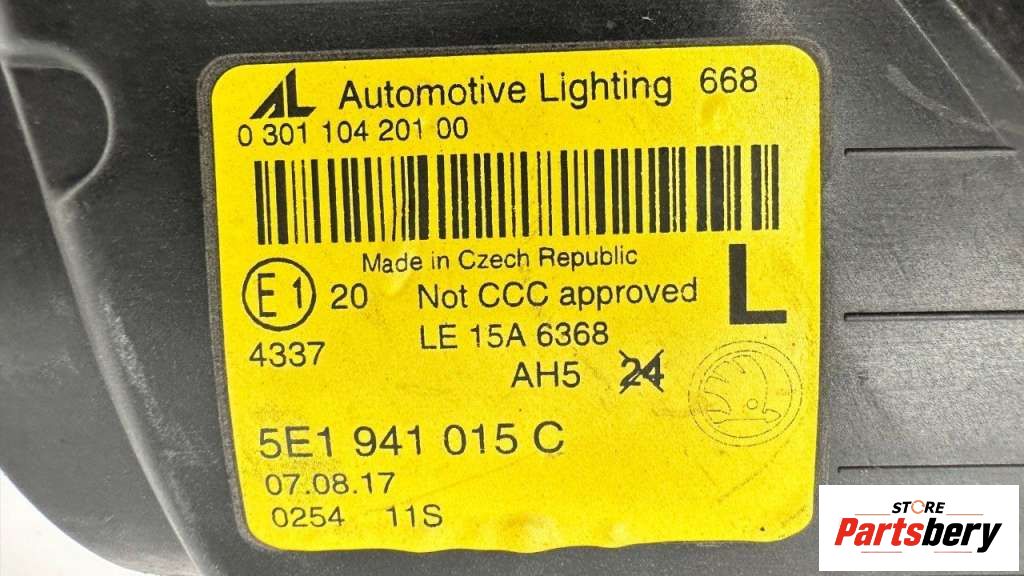 AL Automotive Lighting 668
0 301 104 201 00
Made in Czech Republic
E1 20 Not CCC approved L
4337 LE 15A 6368
AH5 24
5E1 941 015 C
07.08.17
0254 11S
STORE
Partsbery